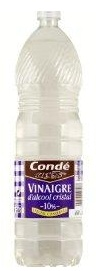 Condé
VINAIGRE
d'alcool cristal
-10%-